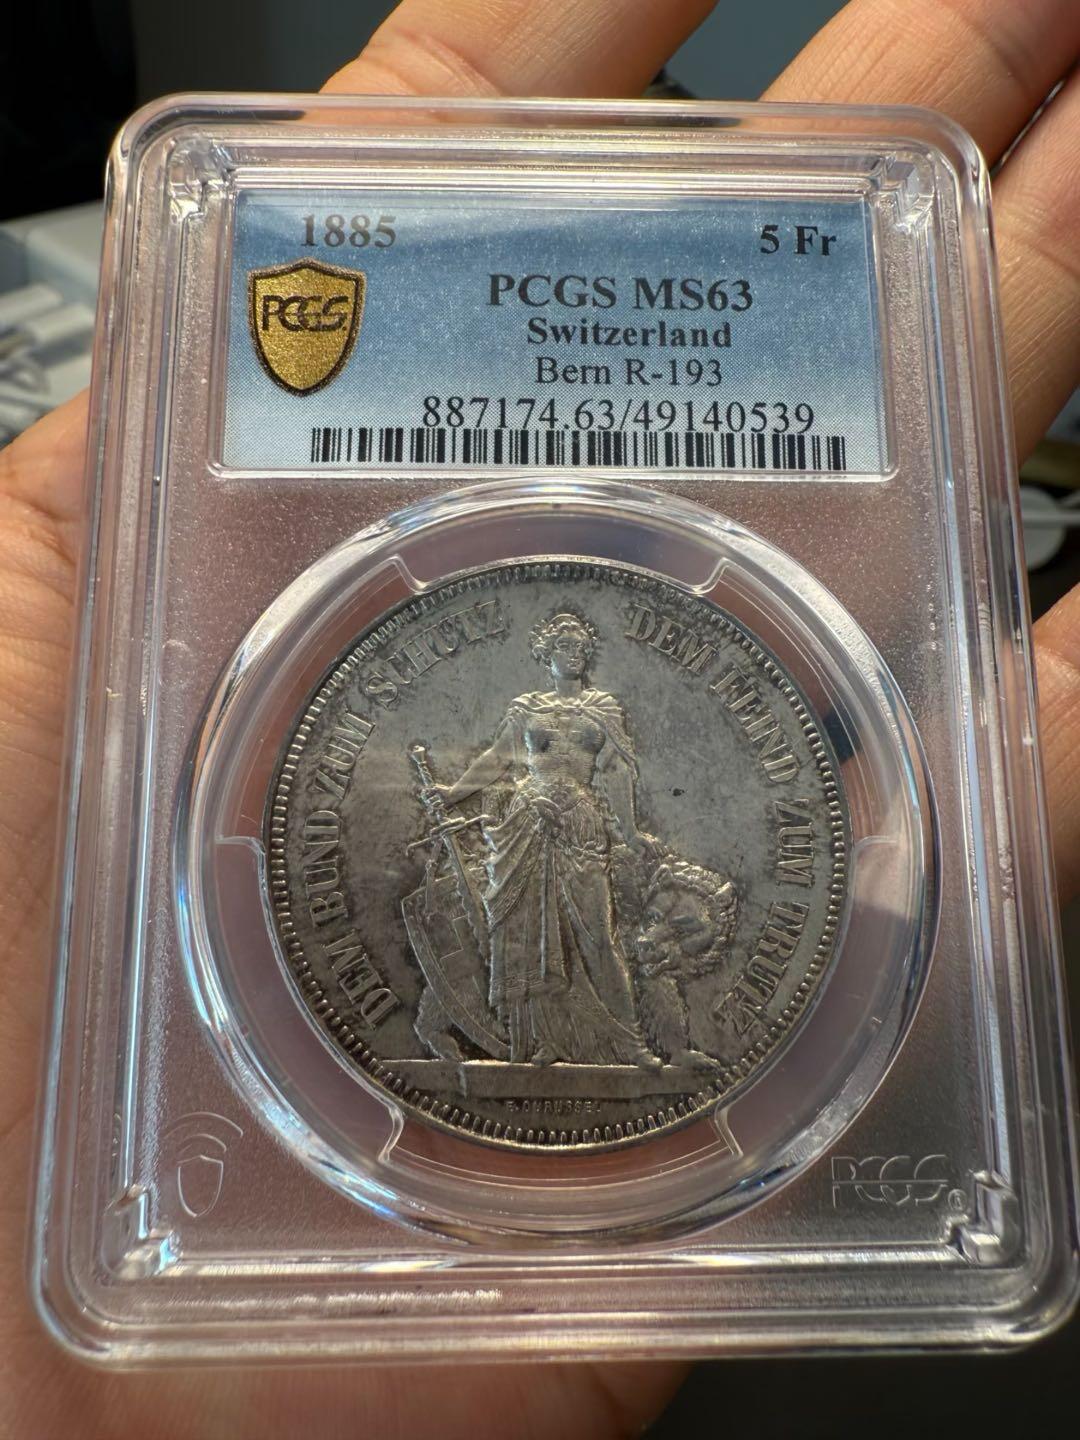 1885 5 Fr
PCGS
PCGS MS63
Switzerland
Bern R-193
887174.63/49140539
DEM BUND ZUM SCHUTZ DEM FEIND ZUM TRUTZ
E. DURUSSEL
PCGS